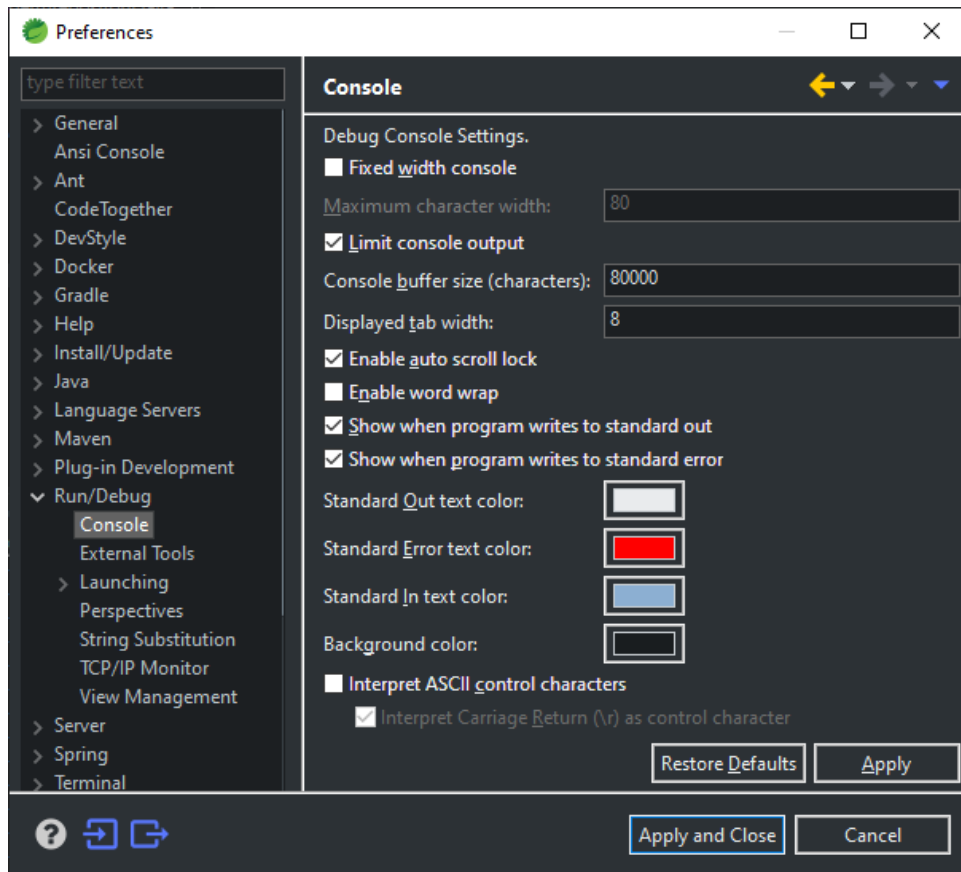 Preferences
type filter text
General
Ansi Console
Ant
CodeTogether
DevStyle
Docker
Gradle
Help
Install/Update
Java
Language Servers
Maven
Plug-in Development
Run/Debug
Console
External Tools
Launching
Perspectives
String Substitution
TCP/IP Monitor
View Management
Server
Spring
Terminal
Console
Debug Console Settings.
Fixed width console
Maximum character width: 80
Limit console output
Console buffer size (characters): 80000
Displayed tab width: 8
Enable auto scroll lock
Enable word wrap
Show when program writes to standard out
Show when program writes to standard error
Standard Out text color:
Standard Error text color:
Standard In text color:
Background color:
Interpret ASCII control characters
Interpret Carriage Return (\r) as control character
Restore Defaults Apply
Apply and Close Cancel